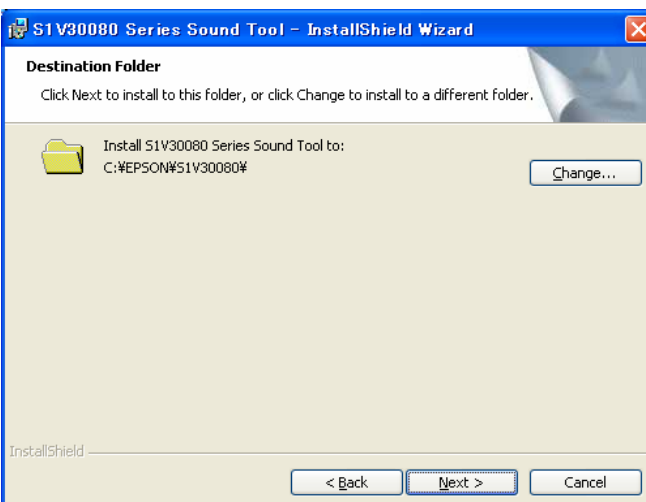 S1V30080 Series Sound Tool - InstallShield Wizard
Destination Folder
Click Next to install to this folder, or click Change to install to a different folder.
Install S1V30080 Series Sound Tool to:
C:¥EPSON¥S1V30080¥
Change...
InstallShield
< Back
Next >
Cancel